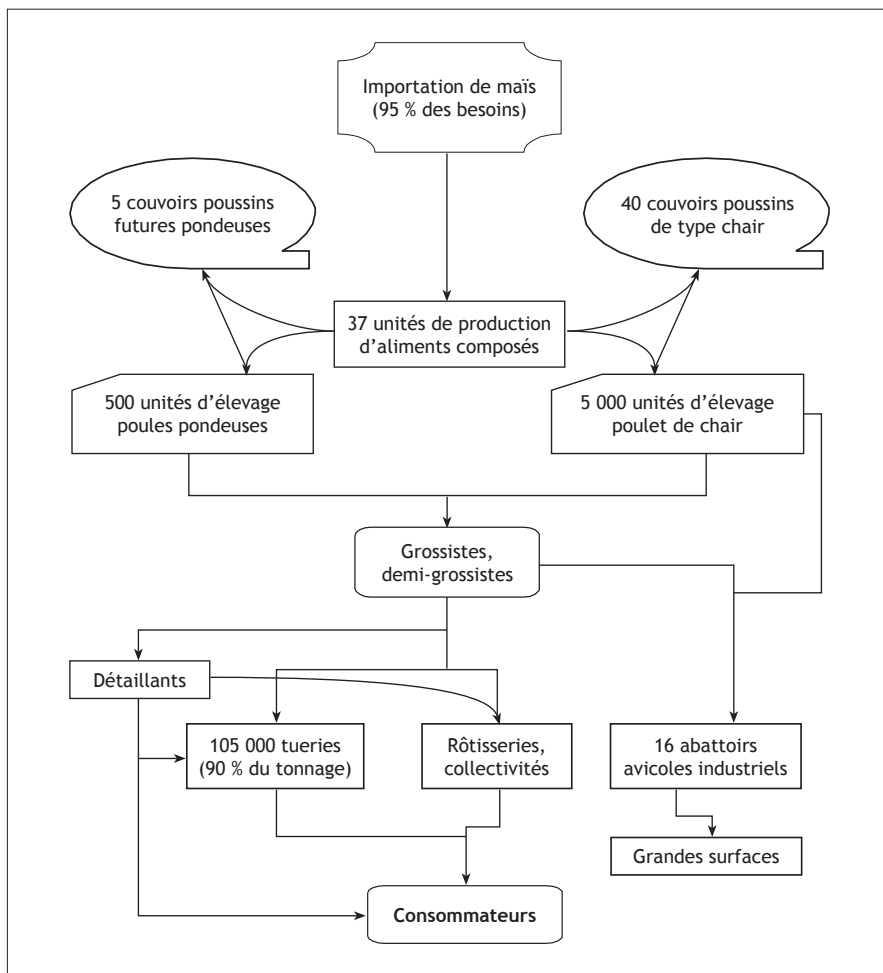 Importation de maïs
(95 % des besoins)
5 couvoirs poussins
futures pondeuses
40 couvoirs poussins
de type chair
37 unités de production
d’aliments composés
500 unités d’élevage
poules pondeuses
5 000 unités d’élevage
poulet de chair
Grossistes,
demi-grossistes
Détaillants
105 000 tueries
(90 % du tonnage)
Rôtisseries,
collectivités
16 abattoirs
avicoles industriels
Grandes surfaces
Consommateurs